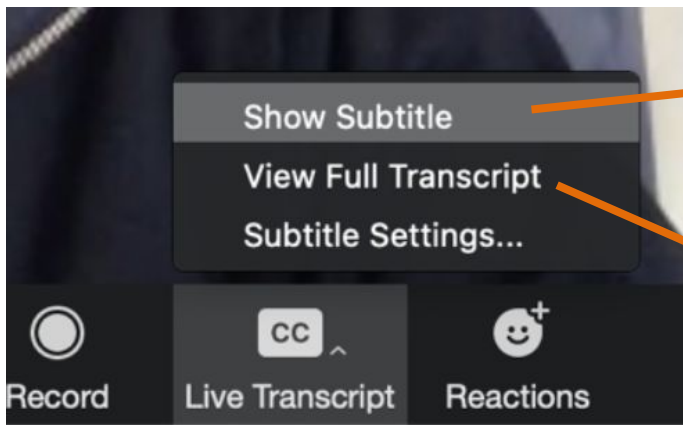 Show Subtitle
View Full Transcript
Subtitle Settings...
CC
Record
Live Transcript
Reactions